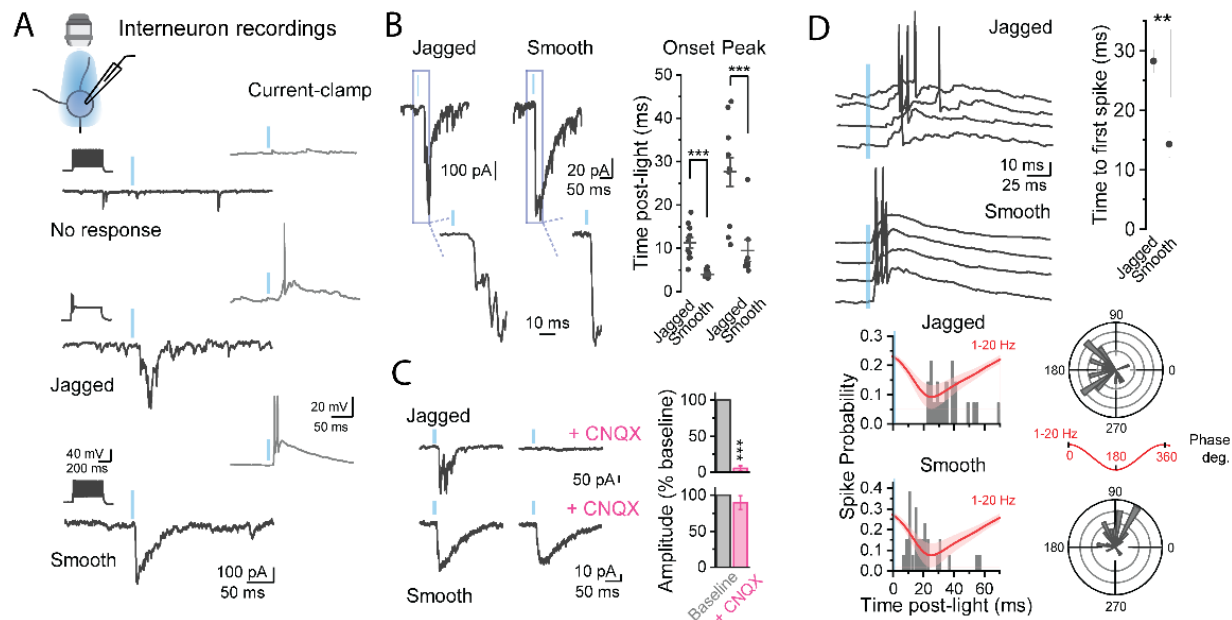 A
Interneuron recordings
Current-clamp
No response
Jagged
20 mV
50 ms
40 mV
200 ms
Smooth
100 pA
50 ms
B
Jagged
Smooth
100 pA
20 pA
50 ms
10 ms
Onset Peak
Time post-light (ms)
50
40
30
20
10
0
***
***
Jagged
Smooth
Jagged
Smooth
C
Jagged
+ CNQX
50 pA
+ CNQX
Smooth
10 pA
50 ms
Amplitude (% baseline)
100
0
***
100
0
Baseline
+ CNQX
D
Jagged
10 ms
25 ms
Smooth
**
Time to first spike (ms)
30
20
10
0
Jagged
Smooth
Jagged
Spike Probability
0.3
0.2
0.1
0.0
1-20 Hz
90
180
0
270
1-20 Hz
0
180
360
Phase
deg.
Smooth
0.4
0.3
0.2
0.1
0.0
1-20 Hz
0
20
40
60
Time post-light (ms)
90
180
0
270